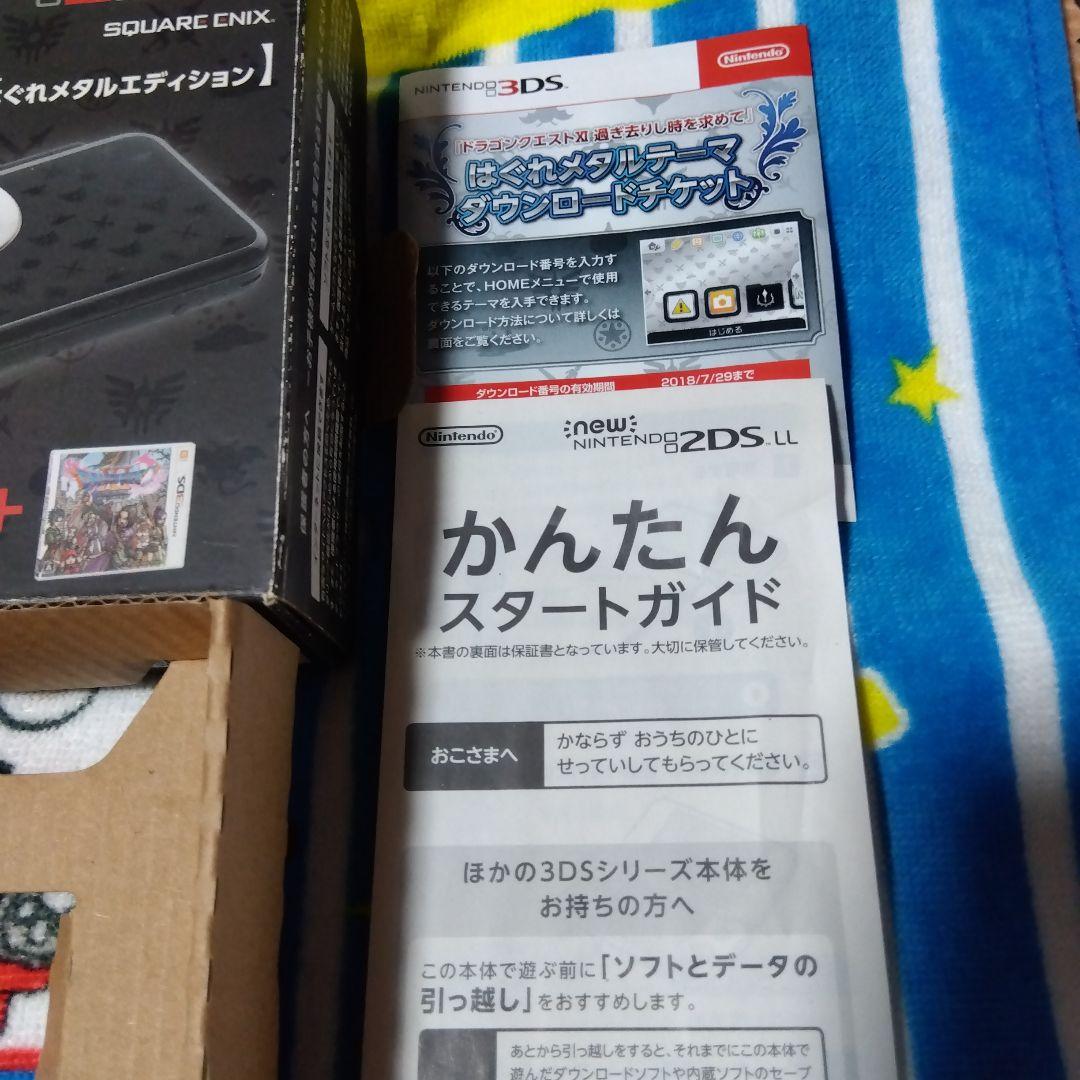 SQUARE ENIX
ぐれメタルエディション】
NINTENDO 3DS
Nintendo
『ドラゴンクエストXI 過ぎ去りし時を求めて』
はぐれメタルテーマ
ダウンロードチケット
以下のダウンロード番号を入力す
ることで、HOMEメニューで使用
できるテーマを入手できます。
ダウンロード方法について詳しくは
裏面をご覧ください。
はじめる
ダウンロード番号の有効期間 2018/7/29まで
Nintendo
new
NINTENDO 2DS LL
かんたん
スタートガイド
※本書の裏面は保証書となっています。大切に保管してください。
おこさまへ
かならず おうちのひとに
せっていしてもらってください。
ほかの3DSシリーズ本体を
お持ちの方へ
この本体で遊ぶ前に「ソフトとデータの
引っ越し」をおすすめします。
あとから引っ越しをすると、それまでにこの本体で
遊んだダウンロードソフトや内蔵ソフトのセーブ
保護者の方へ
NINTENDO 3DS